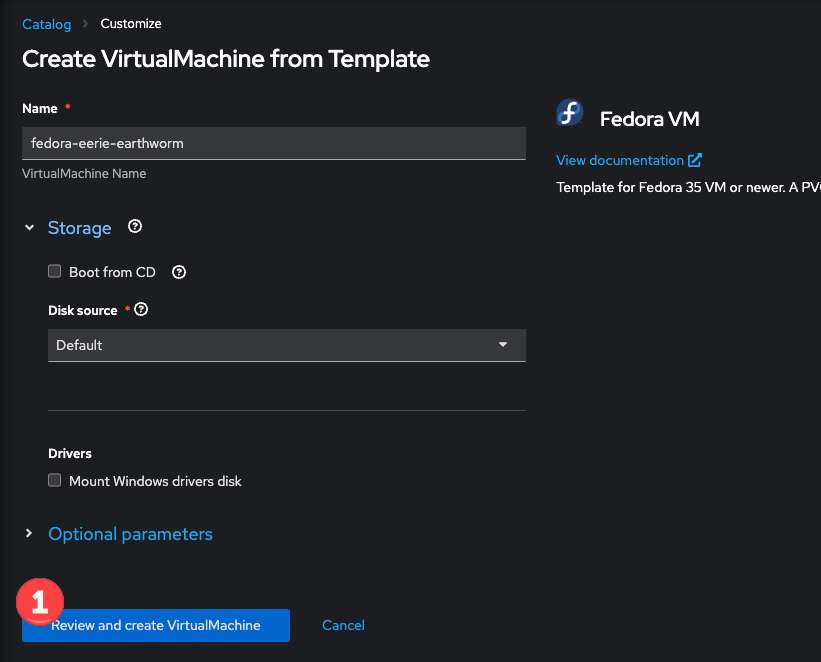 Catalog > Customize
Create VirtualMachine from Template
Name *
fedora-eerie-earthworm
VirtualMachine Name
Fedora VM
View documentation
Template for Fedora 35 VM or newer. A PV
Storage
Boot from CD
Disk source *
Default
Drivers
Mount Windows drivers disk
Optional parameters
1
Review and create VirtualMachine
Cancel